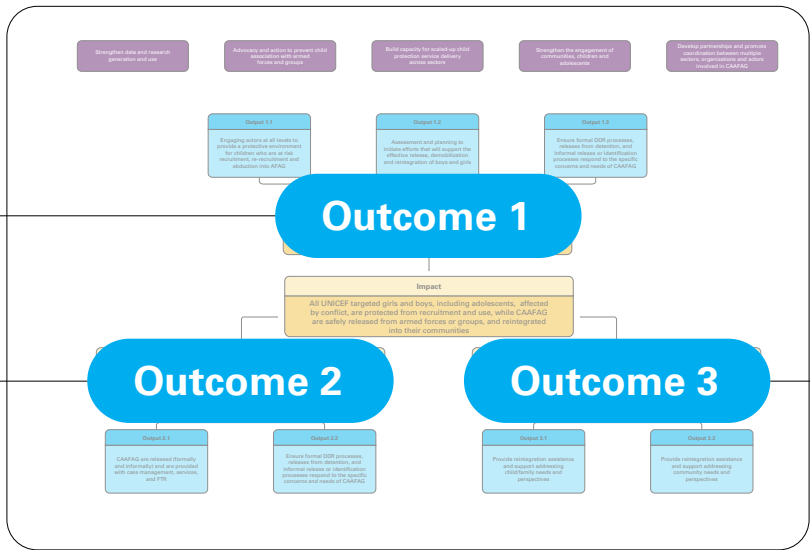 Strengthen data and research
generation and use
Advocacy and action to prevent child
association with armed
forces and groups
Build capacity for scaled-up child
protection service delivery
across sectors
Strengthen the engagement of
communities, children and
adolescents
Develop partnerships and promote
coordination between multiple
sectors, organizations and actors
involved in CAAFAG
Output 1.1
Engaging actors at all levels to
provide a protective environment
for children who are at risk
recruitment, re-recruitment and
abduction into AFAG
Output 1.2
Assessment and planning to
initiate efforts that will support the
effective release, demobilization
and reintegration of boys and girls
Output 1.3
Ensure formal DDR processes,
releases from detention, and
informal release or identification
processes respond to the specific
concerns and needs of CAAFAG
Outcome 1
Impact
All UNICEF targeted girls and boys, including adolescents, affected
by conflict, are protected from recruitment and use, while CAAFAG
are safely released from armed forces or groups, and reintegrated
into their communities
Outcome 2
Outcome 3
Output 2.1
CAAFAG are released (formally
and informally) and are provided
with case management, services,
and FTR
Output 2.2
Ensure formal DDR processes,
releases from detention, and
informal release or identification
processes respond to the specific
concerns and needs of CAAFAG
Output 3.1
Provide reintegration assistance
and support addressing
child/family needs and
perspectives
Output 3.2
Provide reintegration assistance
and support addressing
community needs and
perspectives